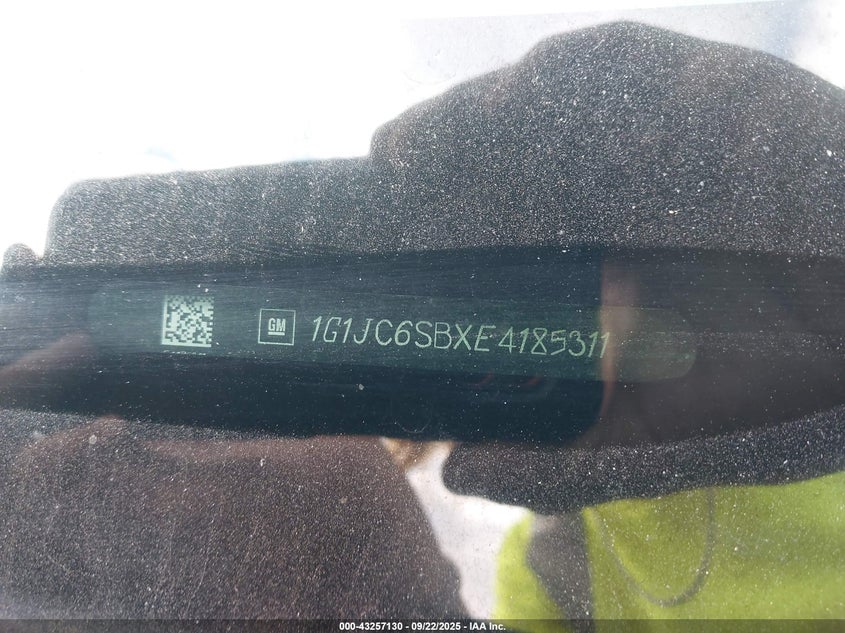 GM 1G1JC6SBXE4185311
000-43257130 - 09/22/2025 - IAA Inc.